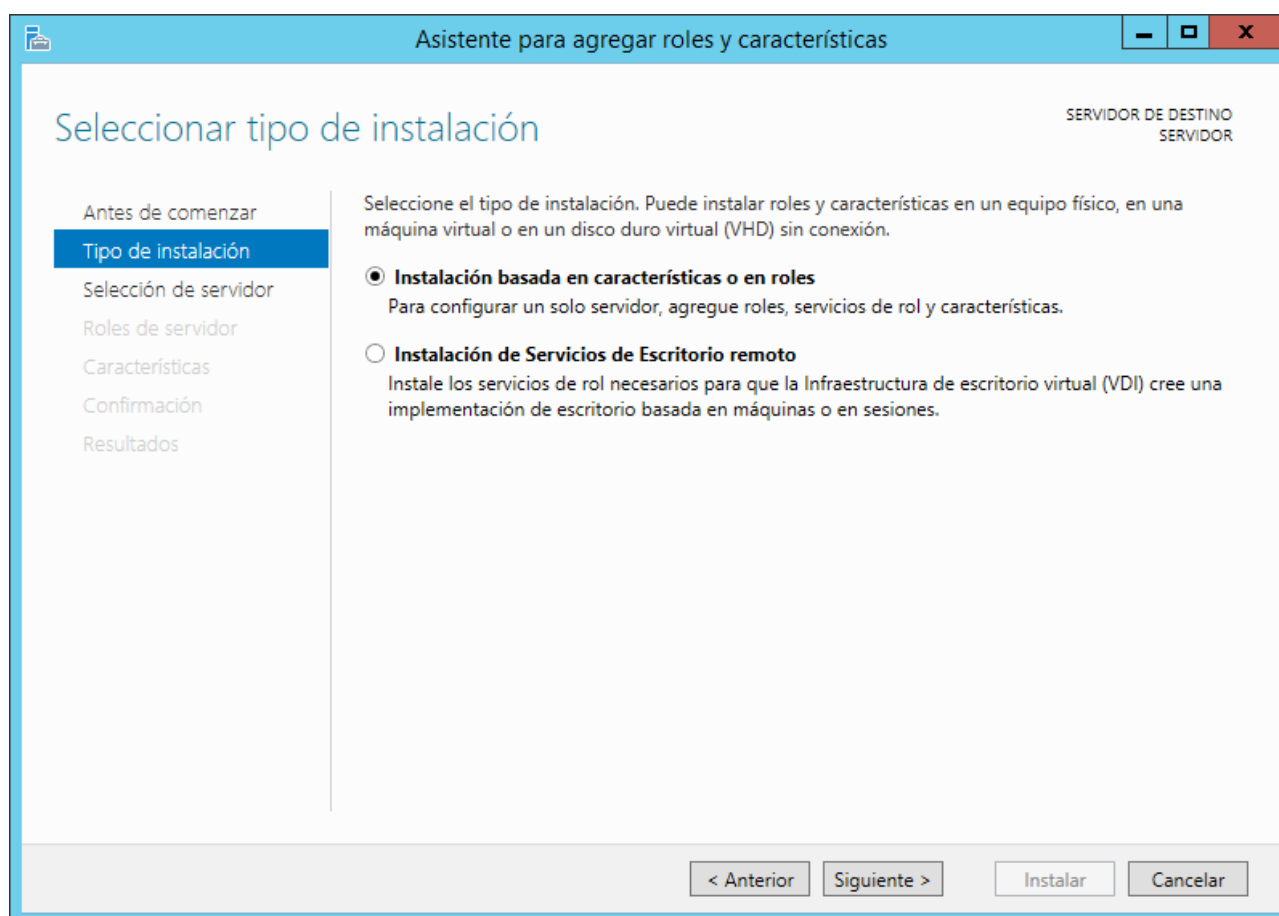 Asistente para agregar roles y características
Seleccionar tipo de instalación
SERVIDOR DE DESTINO
SERVIDOR
Antes de comenzar
Tipo de instalación
Selección de servidor
Roles de servidor
Características
Confirmación
Resultados
Seleccione el tipo de instalación. Puede instalar roles y características en un equipo físico, en una
máquina virtual o en un disco duro virtual (VHD) sin conexión.
Instalación basada en características o en roles
Para configurar un solo servidor, agregue roles, servicios de rol y características.
Instalación de Servicios de Escritorio remoto
Instale los servicios de rol necesarios para que la Infraestructura de escritorio virtual (VDI) cree una
implementación de escritorio basada en máquinas o en sesiones.
< Anterior
Siguiente >
Instalar
Cancelar